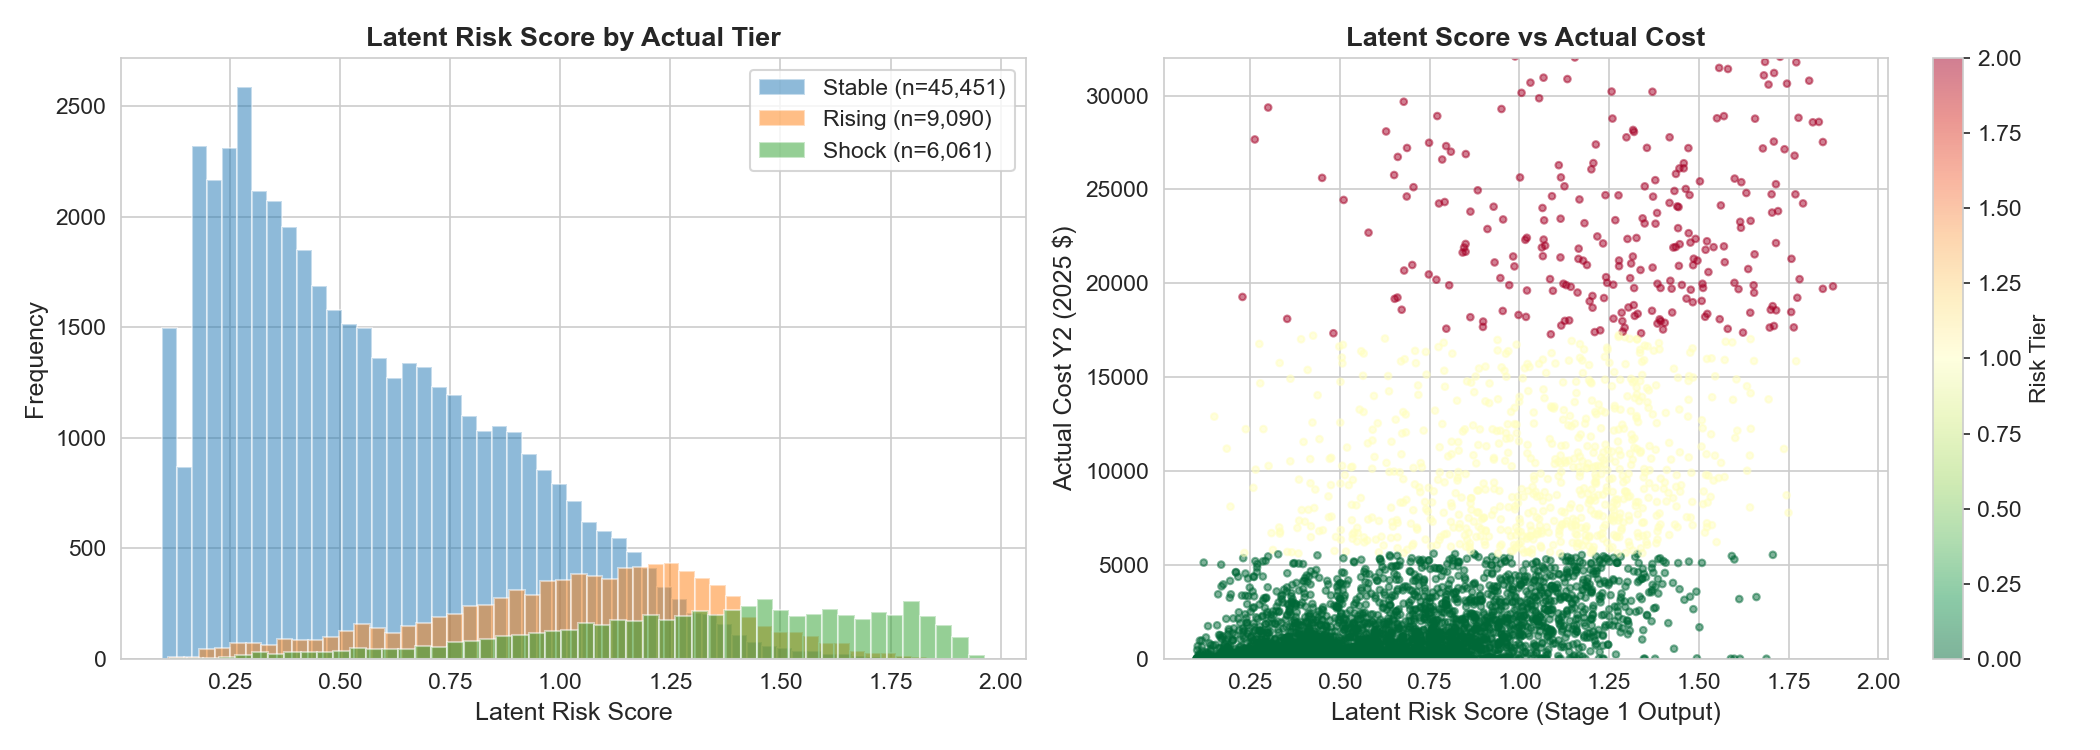 Latent Risk Score by Actual Tier
Stable (n=45,451)
Rising (n=9,090)
Shock (n=6,061)
Frequency
2500
2000
1500
1000
500
0
0.25 0.50 0.75 1.00 1.25 1.50 1.75 2.00
Latent Risk Score
Latent Score vs Actual Cost
Actual Cost Y2 (2025 $)
30000
25000
20000
15000
10000
5000
0
0.25 0.50 0.75 1.00 1.25 1.50 1.75 2.00
Latent Risk Score (Stage 1 Output)
2.00
1.75
1.50
1.25
1.00
0.75
0.50
0.25
0.00
Risk Tier